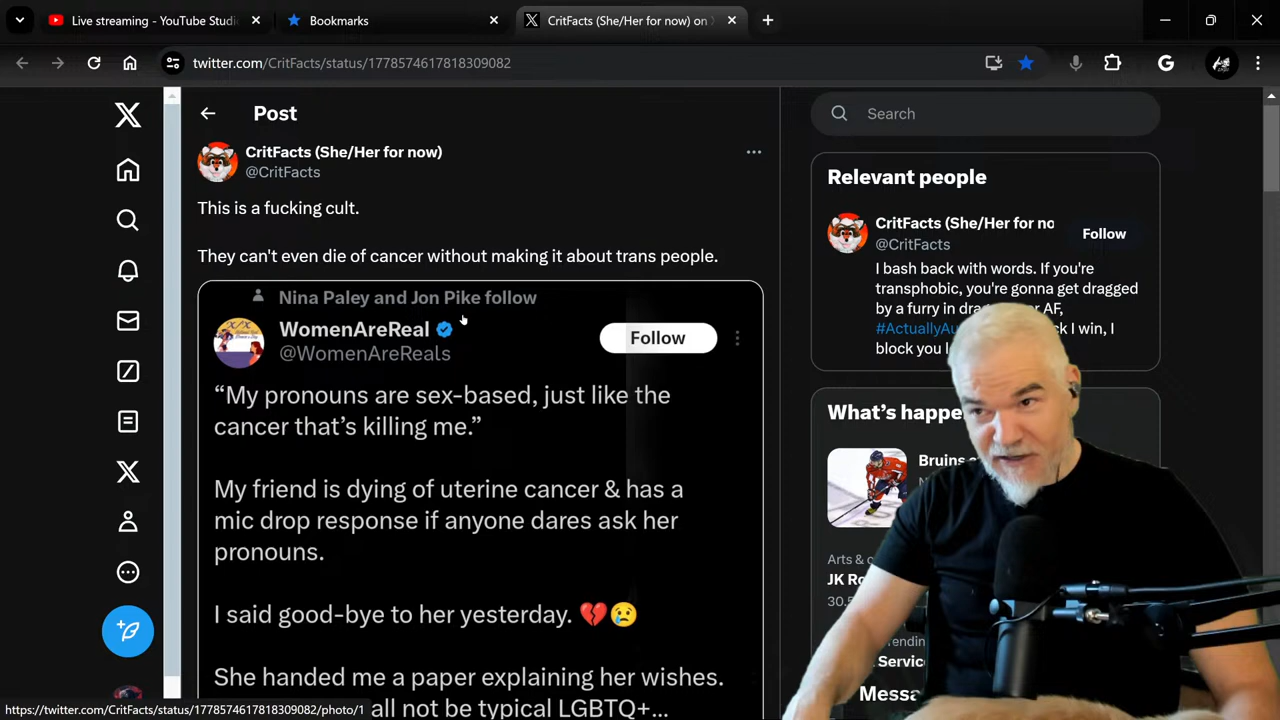 Live streaming - YouTube Studi
Bookmarks
CritFacts (She/Her for now) on X
twitter.com/CritFacts/status/1778574617818309082
Post
CritFacts (She/Her for now)
@CritFacts
This is a fucking cult.
They can't even die of cancer without making it about trans people.
Nina Paley and Jon Pike follow
WomenAreReal
@WomenAreReals
Follow
“My pronouns are sex-based, just like the
cancer that’s killing me.”
My friend is dying of uterine cancer & has a
mic drop response if anyone dares ask her
pronouns.
I said good-bye to her yesterday. 💔😢
She handed me a paper explaining her wishes.
all not be typical LGBTQ+...
https://twitter.com/CritFacts/status/1778574617818309082/photo/1
Search
Relevant people
CritFacts (She/Her for no
@CritFacts
Follow
I bash back with words. If you're
transphobic, you're gonna get dragged
by a furry in drag
AF,
#ActuallyAu
k I win, I
block you
What’s happe
Bruins
Arts & c
JK Ro
30.5
rending
Service
Messa